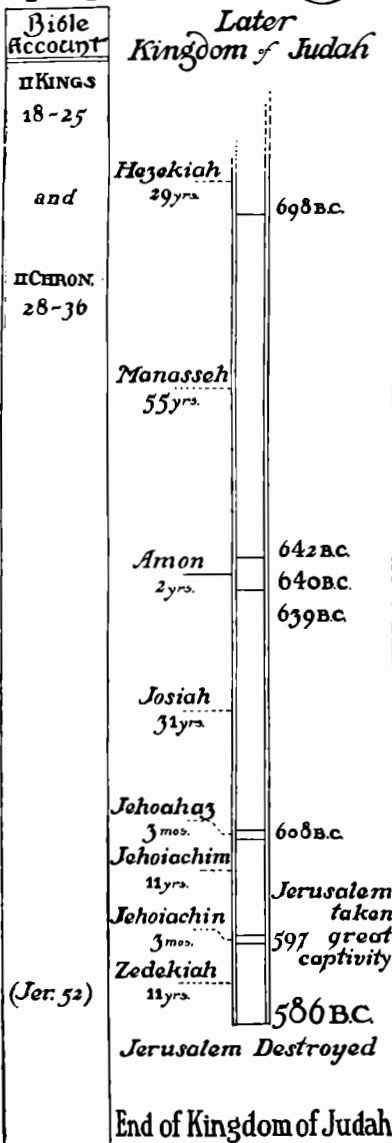 Bible
Account
Later
Kingdom of Judah
II KINGS
18-25
and
II CHRON.
28-36
(Jer. 52)
Hezekiah
29 yrs.
698 B.C.
Manasseh
55 yrs.
642 B.C.
Amon
2 yrs.
640 B.C.
639 B.C.
Josiah
31 yrs.
Jehoahaz
3 mos.
608 B.C.
Jehoiachim
11 yrs.
Jerusalem
taken
Jehoiachin
3 mos.
597 great
captivity
Zedekiah
11 yrs.
586 B.C.
Jerusalem Destroyed
End of Kingdom of Judah